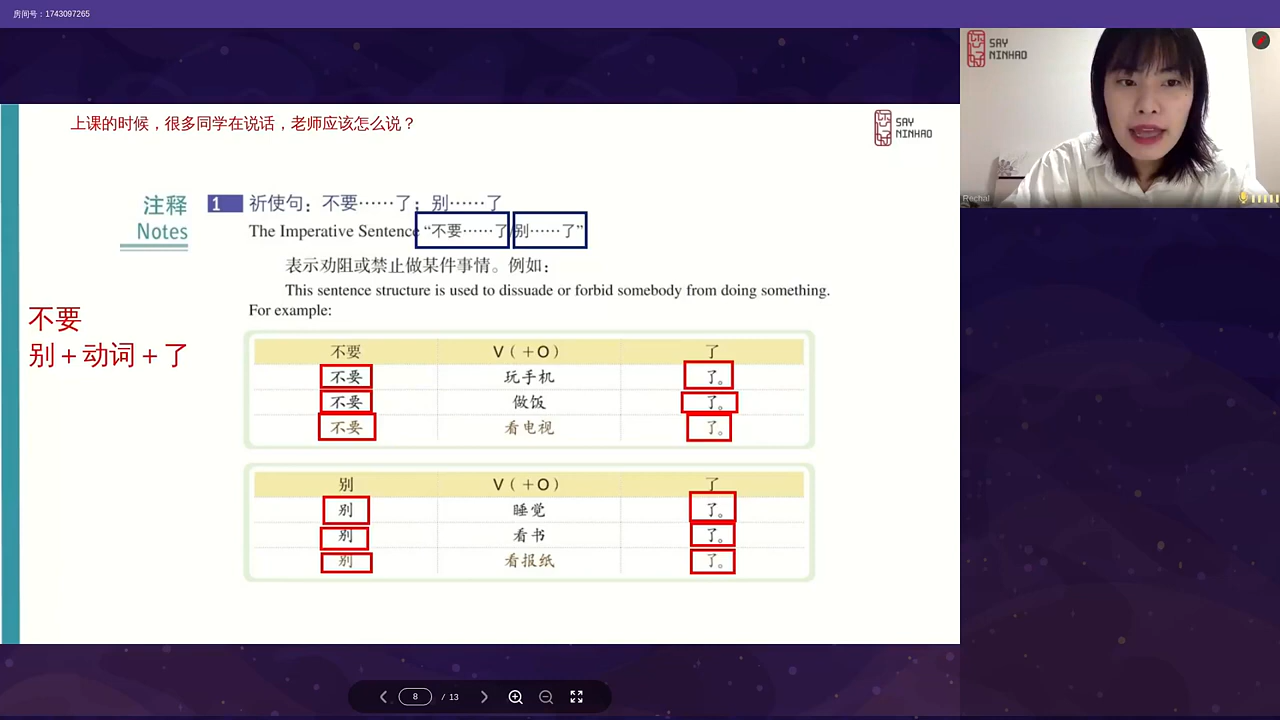 房间号：1743097265
SAY NINHAO
上课的时候，很多同学在说话，老师应该怎么说？
SAY NINHAO
注释
Notes
1 祈使句：不要……了；别……了
The Imperative Sentence “不要……了/别……了”
表示劝阻或禁止做某件事情。例如：
This sentence structure is used to dissuade or forbid somebody from doing something.
For example:
不要
别＋动词＋了
不要 V（＋O） 了
不要 玩手机 了。
不要 做饭 了。
不要 看电视 了。
别 V（＋O） 了
别 睡觉 了。
别 看书 了。
别 看报纸 了。
Rechal
8 / 13